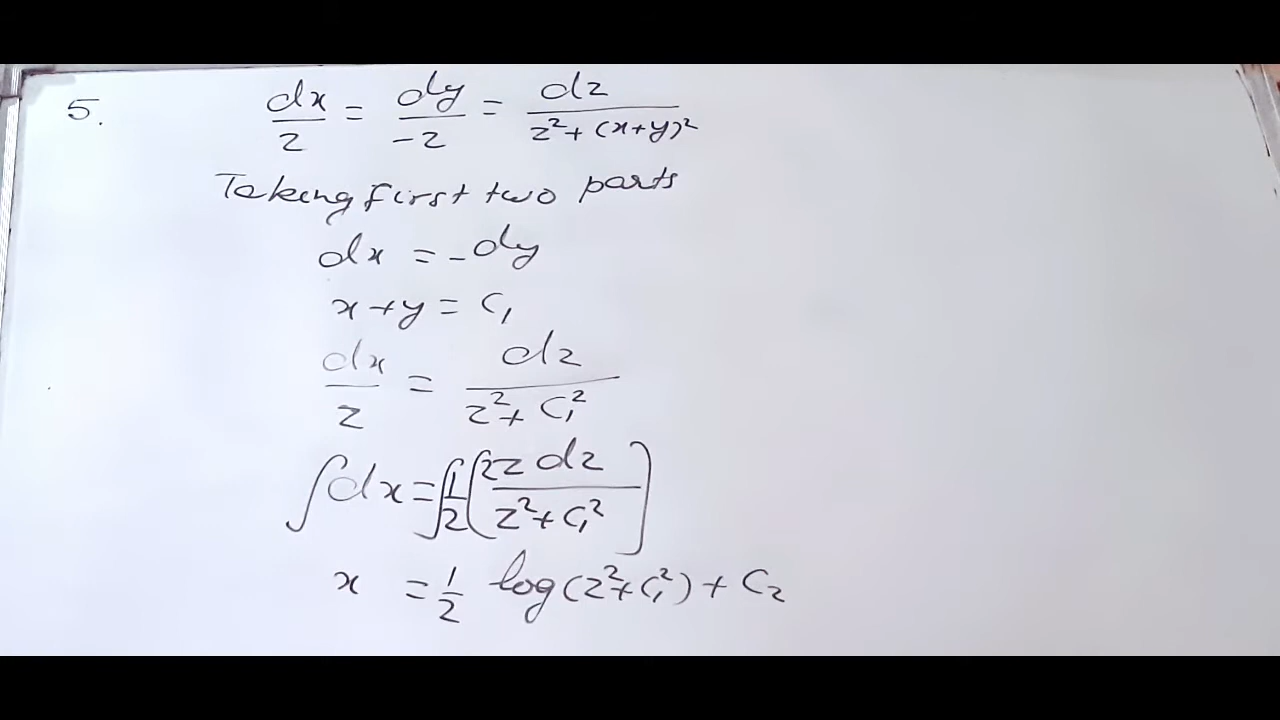 5. dx/z = dy/-z = dz/z²+(x+y)²
Taking first two parts
dx = -dy
x+y = c₁
dx/z = dz/z²+c₁²
∫dx = ∫1/2[2z dz/z²+c₁²]
x = 1/2 log(z²+c₁²)+c₂